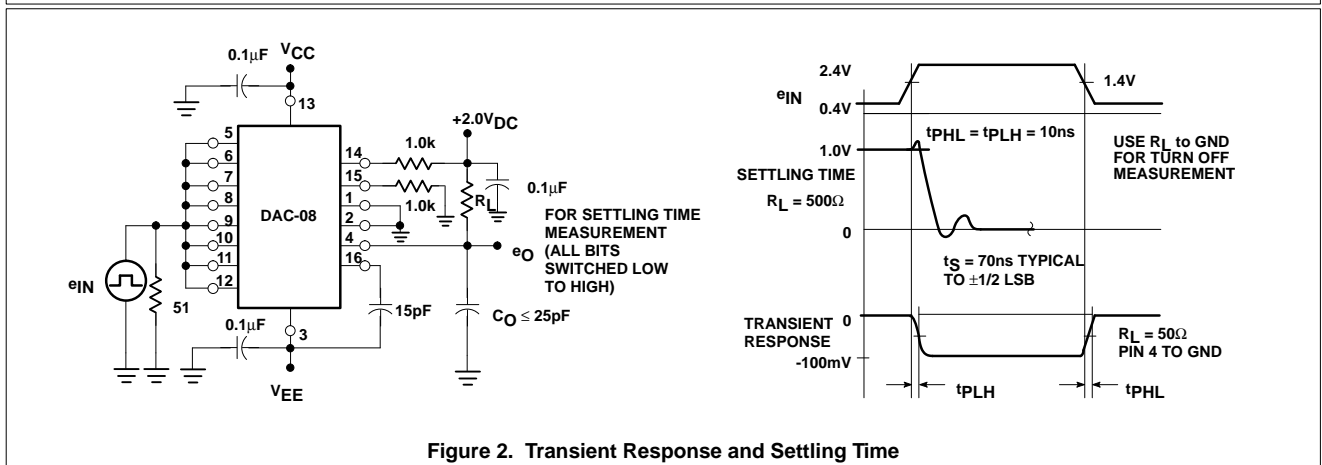 VCC
0.1µF
13
5
6
7
8
9
10
11
12
DAC-08
14
15
1
2
4
16
3
1.0k
1.0k
+2.0VDC
0.1µF
RL
eO
FOR SETTLING TIME
MEASUREMENT
(ALL BITS
SWITCHED LOW
TO HIGH)
eIN
51
0.1µF
15pF
CO ≤ 25pF
VEE
2.4V
eIN
0.4V
1.4V
tPHL = tPLH = 10ns
USE RL to GND
FOR TURN OFF
MEASUREMENT
1.0V
SETTLING TIME
RL = 500Ω
0
tS = 70ns TYPICAL
TO ±1/2 LSB
TRANSIENT
RESPONSE
0
-100mV
RL = 50Ω
PIN 4 TO GND
tPLH
tPHL
Figure 2. Transient Response and Settling Time